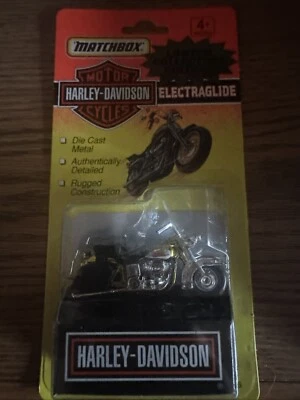 MATCHBOX
4+
MOTOR
HARLEY-DAVIDSON
CYCLES
ELECTRAGLIDE
• Die Cast
Metal
• Authentically
Detailed
• Rugged
Construction
HARLEY-DAVIDSON